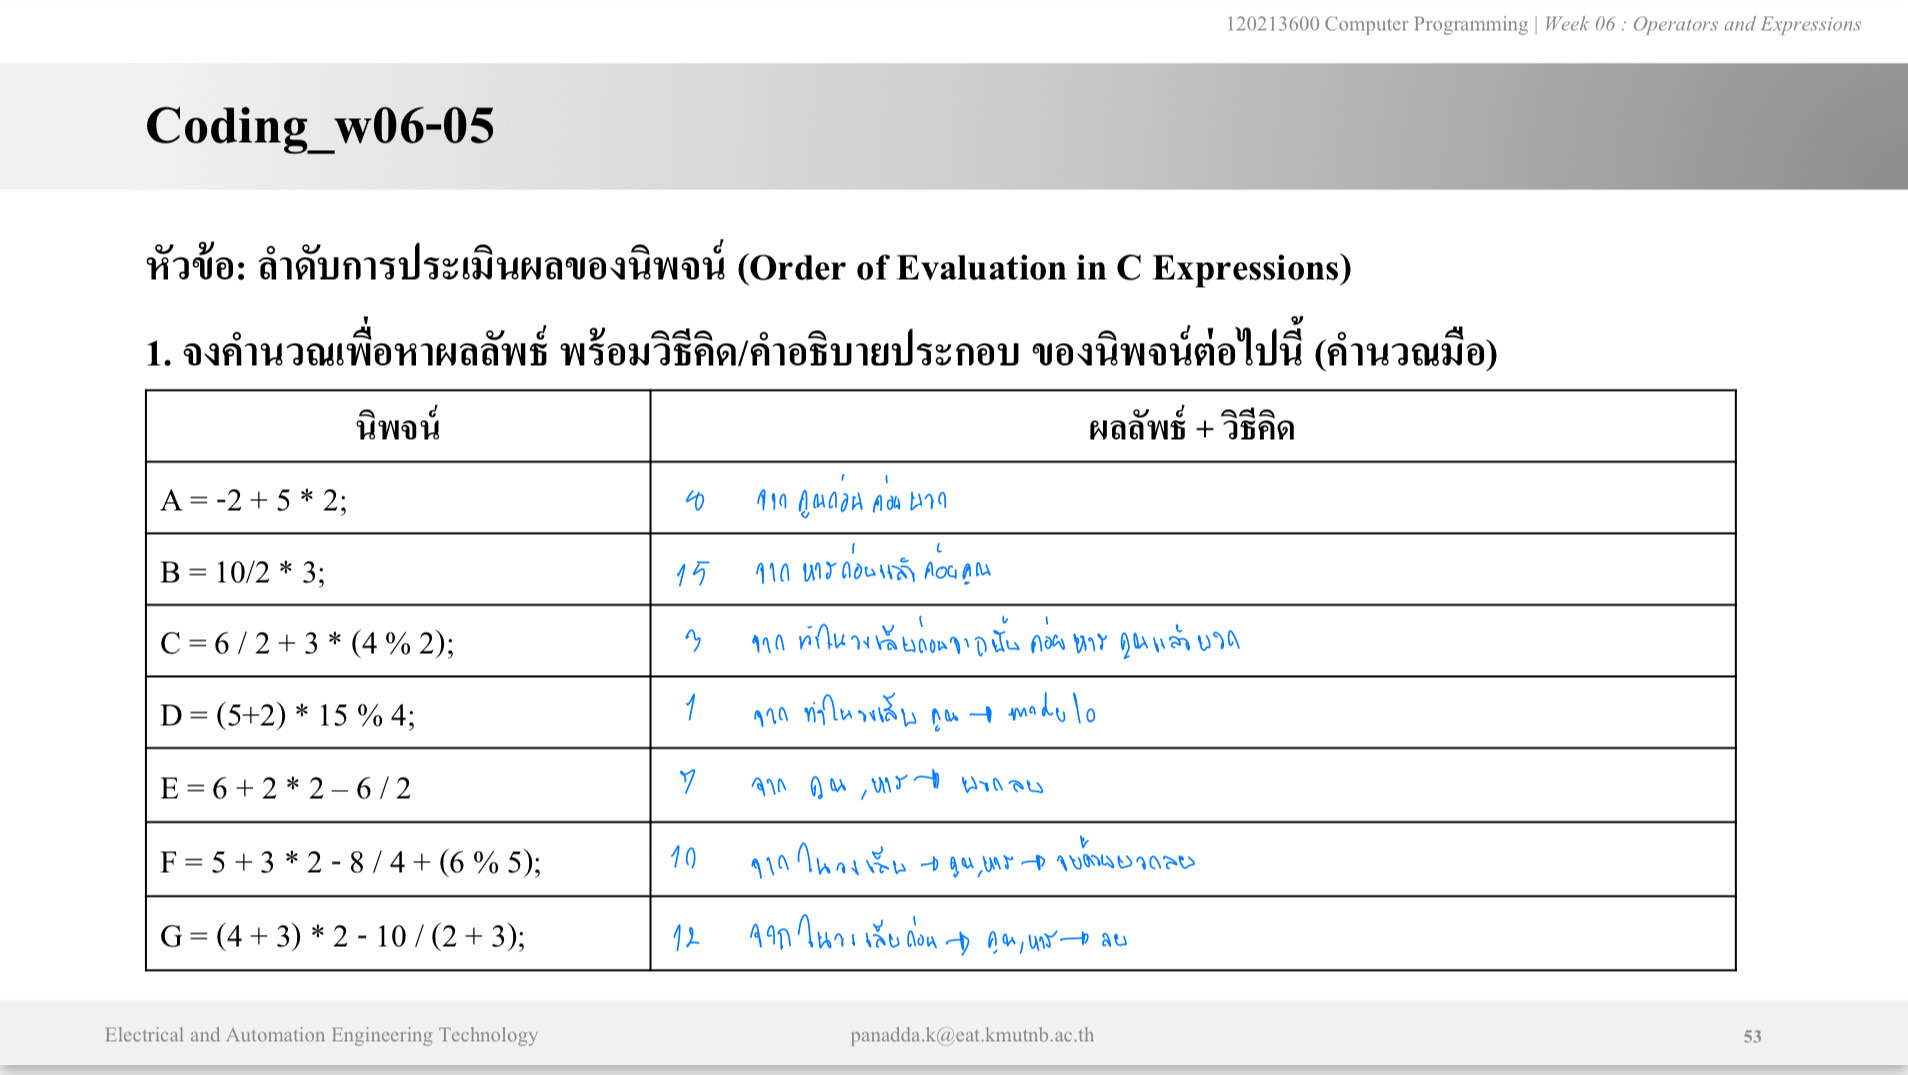 120213600 Computer Programming | Week 06 : Operators and Expressions
Coding_w06-05
หัวข้อ: ลำดับการประเมินผลของนิพจน์ (Order of Evaluation in C Expressions)
1. จงคำนวณเพื่อหาผลลัพธ์ พร้อมวิธีคิด/คำอธิบายประกอบ ของนิพจน์ต่อไปนี้ (คำนวณมือ)
นิพจน์ ผลลัพธ์ + วิธีคิด
A = -2 + 5 * 2; จาก คูณก่อน ค่อย บวก
B = 10/2 * 3; 15 จาก หารก่อนแล้ว ค่อยคูณ
C = 6 / 2 + 3 * (4 % 2); 3 จาก ทำในวงเล็บก่อนจากนั้น ค่อย หาร คูณแล้วบวก
D = (5+2) * 15 % 4; 1 จาก ทำในวงเล็บ คูณ → modulo
E = 6 + 2 * 2 – 6 / 2 7 จาก คูณ ,หาร → บวกลบ
F = 5 + 3 * 2 - 8 / 4 + (6 % 5); 10 จาก ในวงเล็บ → คูณ,หาร → จบด้วยบวกลบ
G = (4 + 3) * 2 - 10 / (2 + 3); 12 จาก ในวงเล็บก่อน → คูณ,หาร → ลบ
Electrical and Automation Engineering Technology panadda.k@eat.kmutnb.ac.th 53